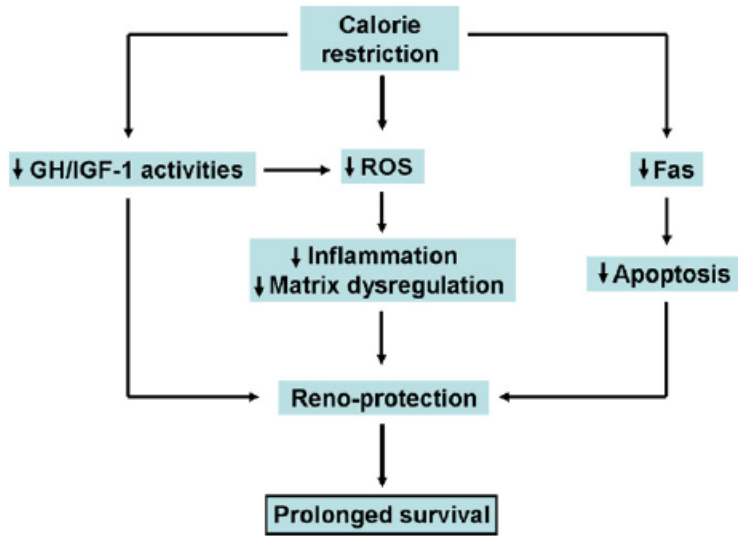 Calorie
restriction
↓ GH/IGF-1 activities
↓ ROS
↓ Fas
↓ Inflammation
↓ Matrix dysregulation
↓ Apoptosis
Reno-protection
Prolonged survival